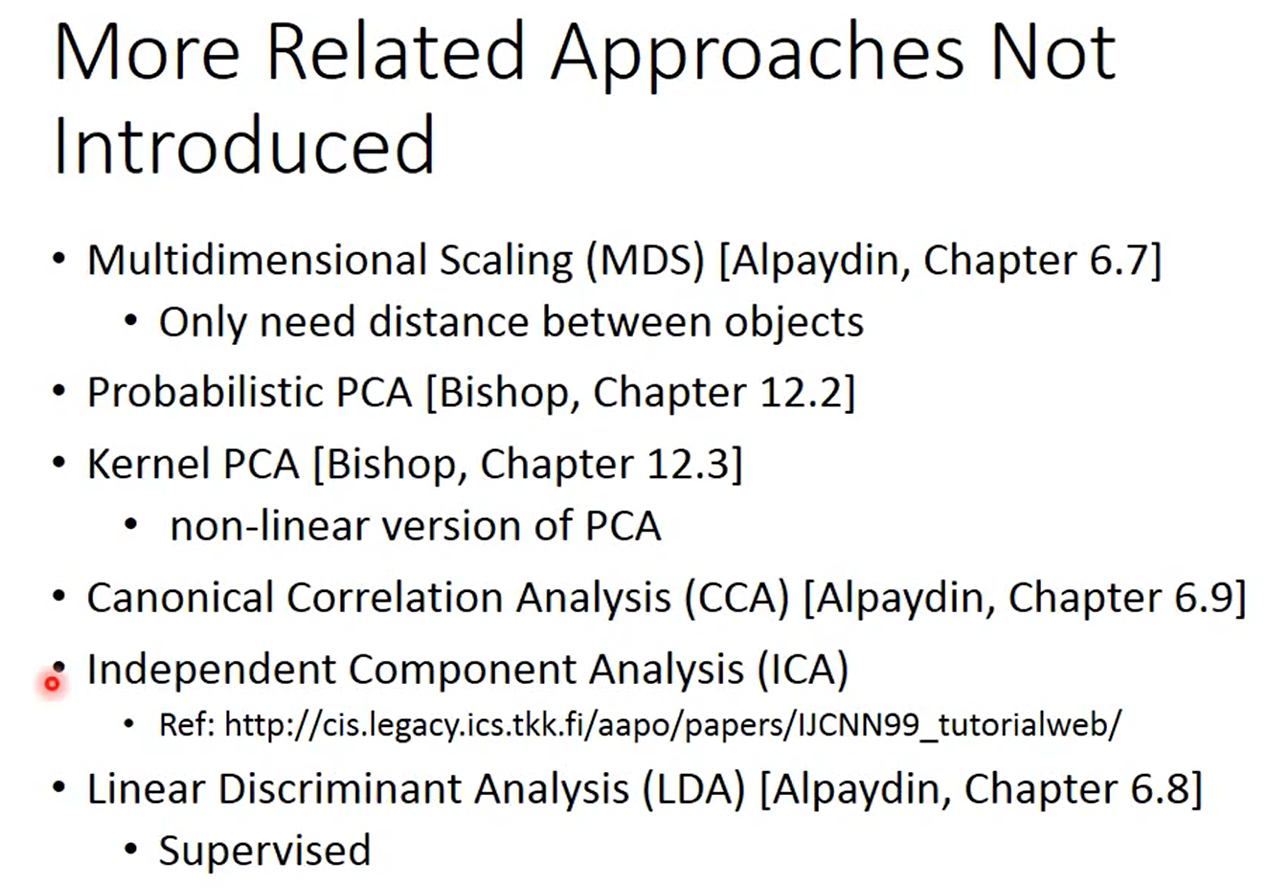 More Related Approaches Not
Introduced
• Multidimensional Scaling (MDS) [Alpaydin, Chapter 6.7]
• Only need distance between objects
• Probabilistic PCA [Bishop, Chapter 12.2]
• Kernel PCA [Bishop, Chapter 12.3]
• non-linear version of PCA
• Canonical Correlation Analysis (CCA) [Alpaydin, Chapter 6.9]
• Independent Component Analysis (ICA)
• Ref: http://cis.legacy.ics.tkk.fi/aapo/papers/IJCNN99_tutorialweb/
• Linear Discriminant Analysis (LDA) [Alpaydin, Chapter 6.8]
• Supervised